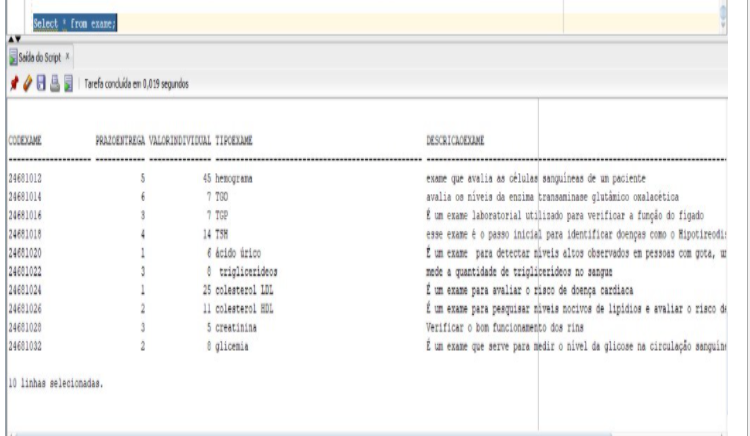 Select * from exame;
Saída do Script x
Tarefa concluída em 0,019 segundos
CODEXAME PRAZOENTREGA VALORINDIVIDUAL TIPOEXAME DESCRICAOEXAME
24681012 5 45 hemograma exame que avalia as células sanguíneas de um paciente
24681014 6 7 TGO avalia os níveis da enzima transaminase glutâmico oxalacética
24681016 3 7 TGP É um exame laboratorial utilizado para verificar a função do fígado
24681018 4 14 TSH esse exame é o passo inicial para identificar doenças como o Hipotireodis
24681020 1 6 ácido úrico É um exame para detectar níveis altos observados em pessoas com gota,
24681022 3 8 triglicerídeos mede a quantidade de triglicerídeos no sangue
24681024 1 25 colesterol LDL É um exame para avaliar o risco de doença cardíaca
24681026 2 11 colesterol HDL É um exame para pesquisar níveis nocivos de lipídios e avaliar o risco de
24681028 3 5 creatinina Verificar o bom funcionamento dos rins
24681032 2 8 glicemia É um exame que serve para medir o nível da glicose na circulação sanguíne
10 linhas selecionadas.